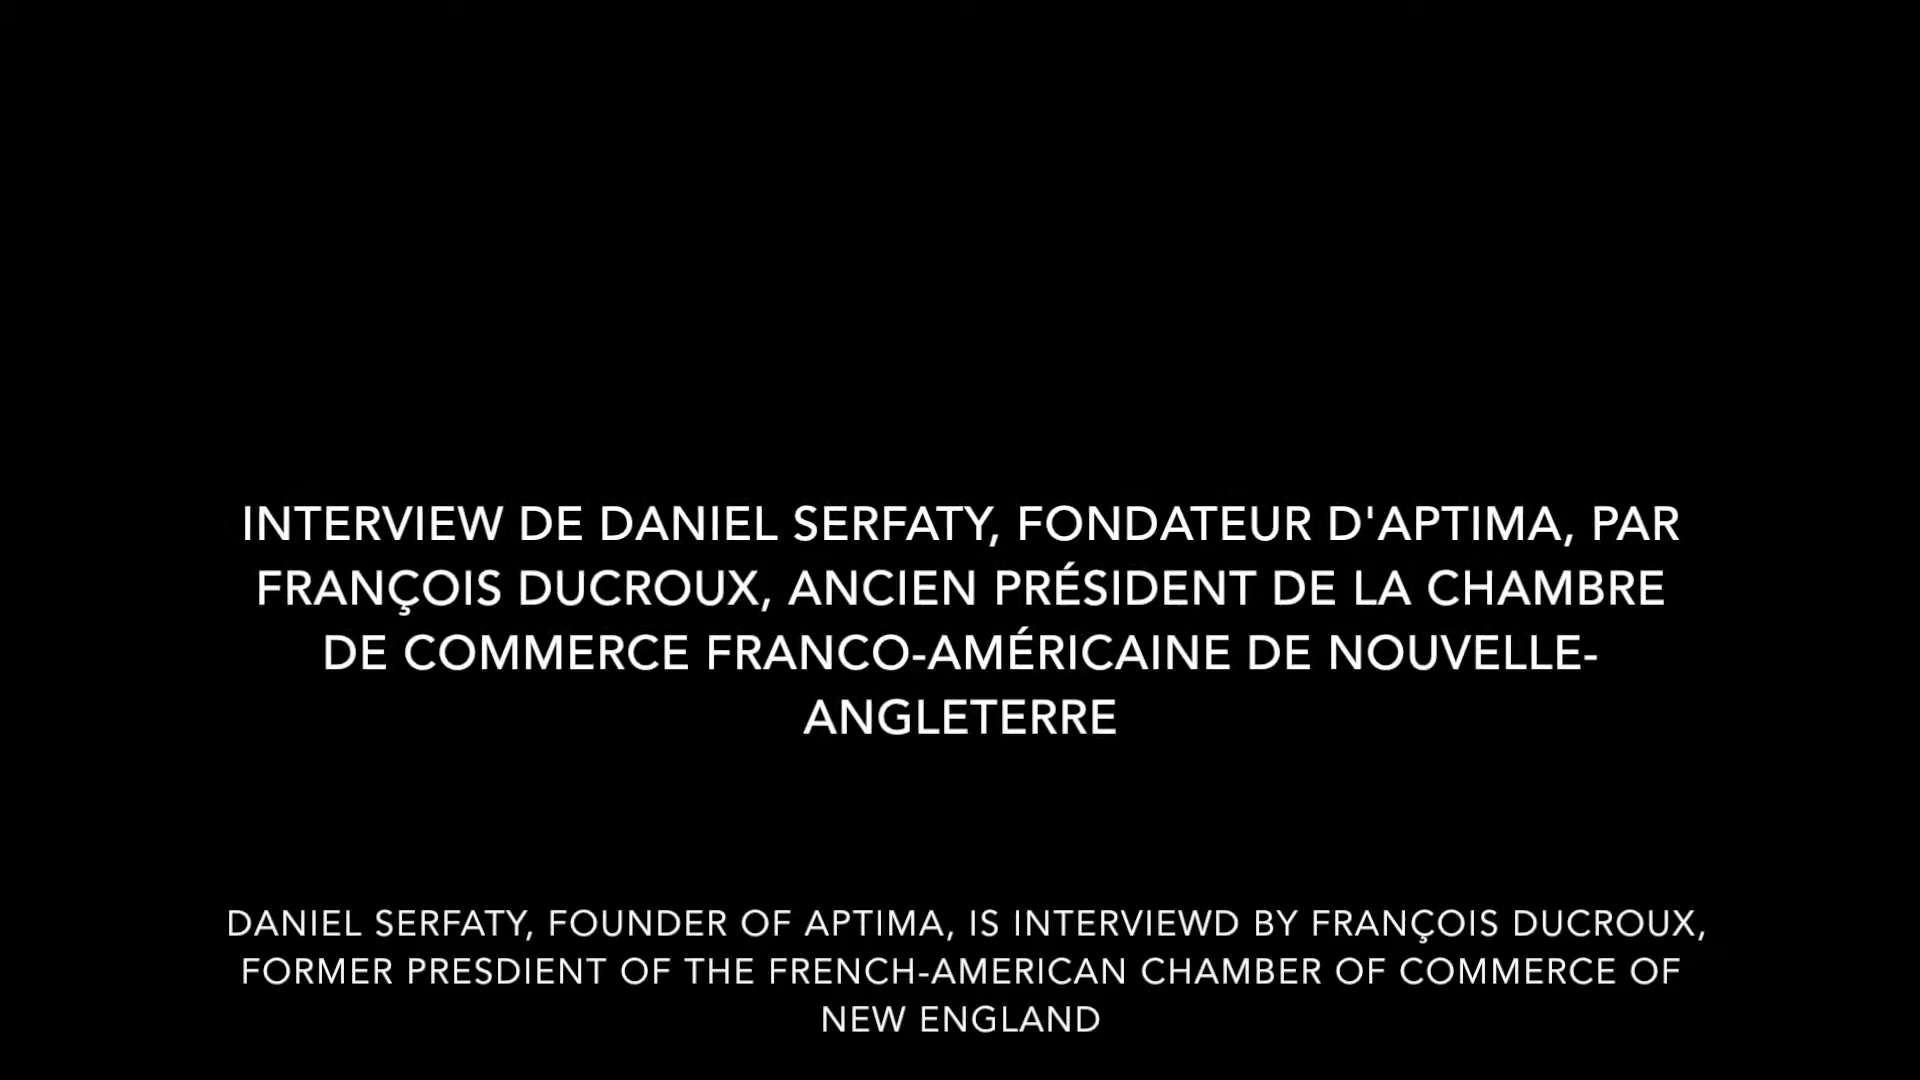 INTERVIEW DE DANIEL SERFATY, FONDATEUR D'APTIMA, PAR
FRANÇOIS DUCROUX, ANCIEN PRÉSIDENT DE LA CHAMBRE
DE COMMERCE FRANCO-AMÉRICAINE DE NOUVELLE-
ANGLETERRE
DANIEL SERFATY, FOUNDER OF APTIMA, IS INTERVIEWD BY FRANÇOIS DUCROUX,
FORMER PRESDIENT OF THE FRENCH-AMERICAN CHAMBER OF COMMERCE OF
NEW ENGLAND